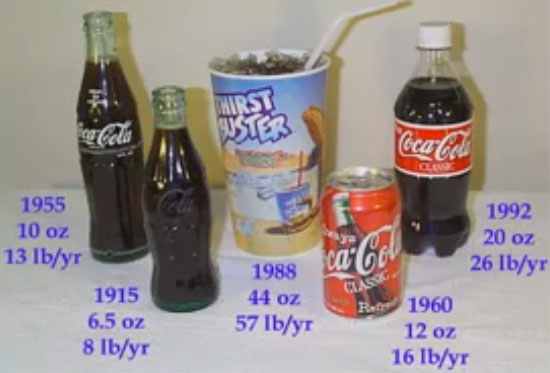 Coca-Cola
Coca-Cola
CLASSIC
THIRST
BUSTER
Always
Coca-Cola
CLASSIC
1955
10 oz
13 lb/yr
1915
6.5 oz
8 lb/yr
1988
44 oz
57 lb/yr
1960
12 oz
16 lb/yr
1992
20 oz
26 lb/yr